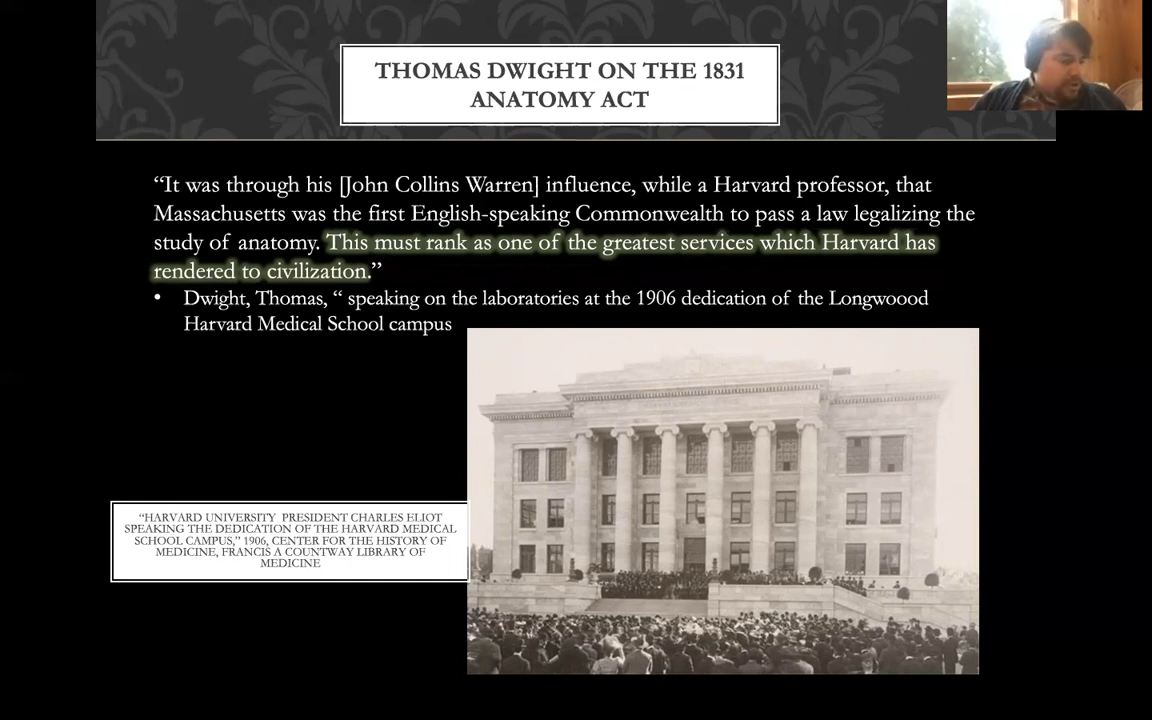 THOMAS DWIGHT ON THE 1831
ANATOMY ACT
“It was through his [John Collins Warren] influence, while a Harvard professor, that
Massachusetts was the first English-speaking Commonwealth to pass a law legalizing the
study of anatomy. This must rank as one of the greatest services which Harvard has
rendered to civilization.”
• Dwight, Thomas, “ speaking on the laboratories at the 1906 dedication of the Longwoood
Harvard Medical School campus
“HARVARD UNIVERSITY PRESIDENT CHARLES ELIOT
SPEAKING THE DEDICATION OF THE HARVARD MEDICAL
SCHOOL CAMPUS,” 1906, CENTER FOR THE HISTORY OF
MEDICINE, FRANCIS A COUNTWAY LIBRARY OF
MEDICINE